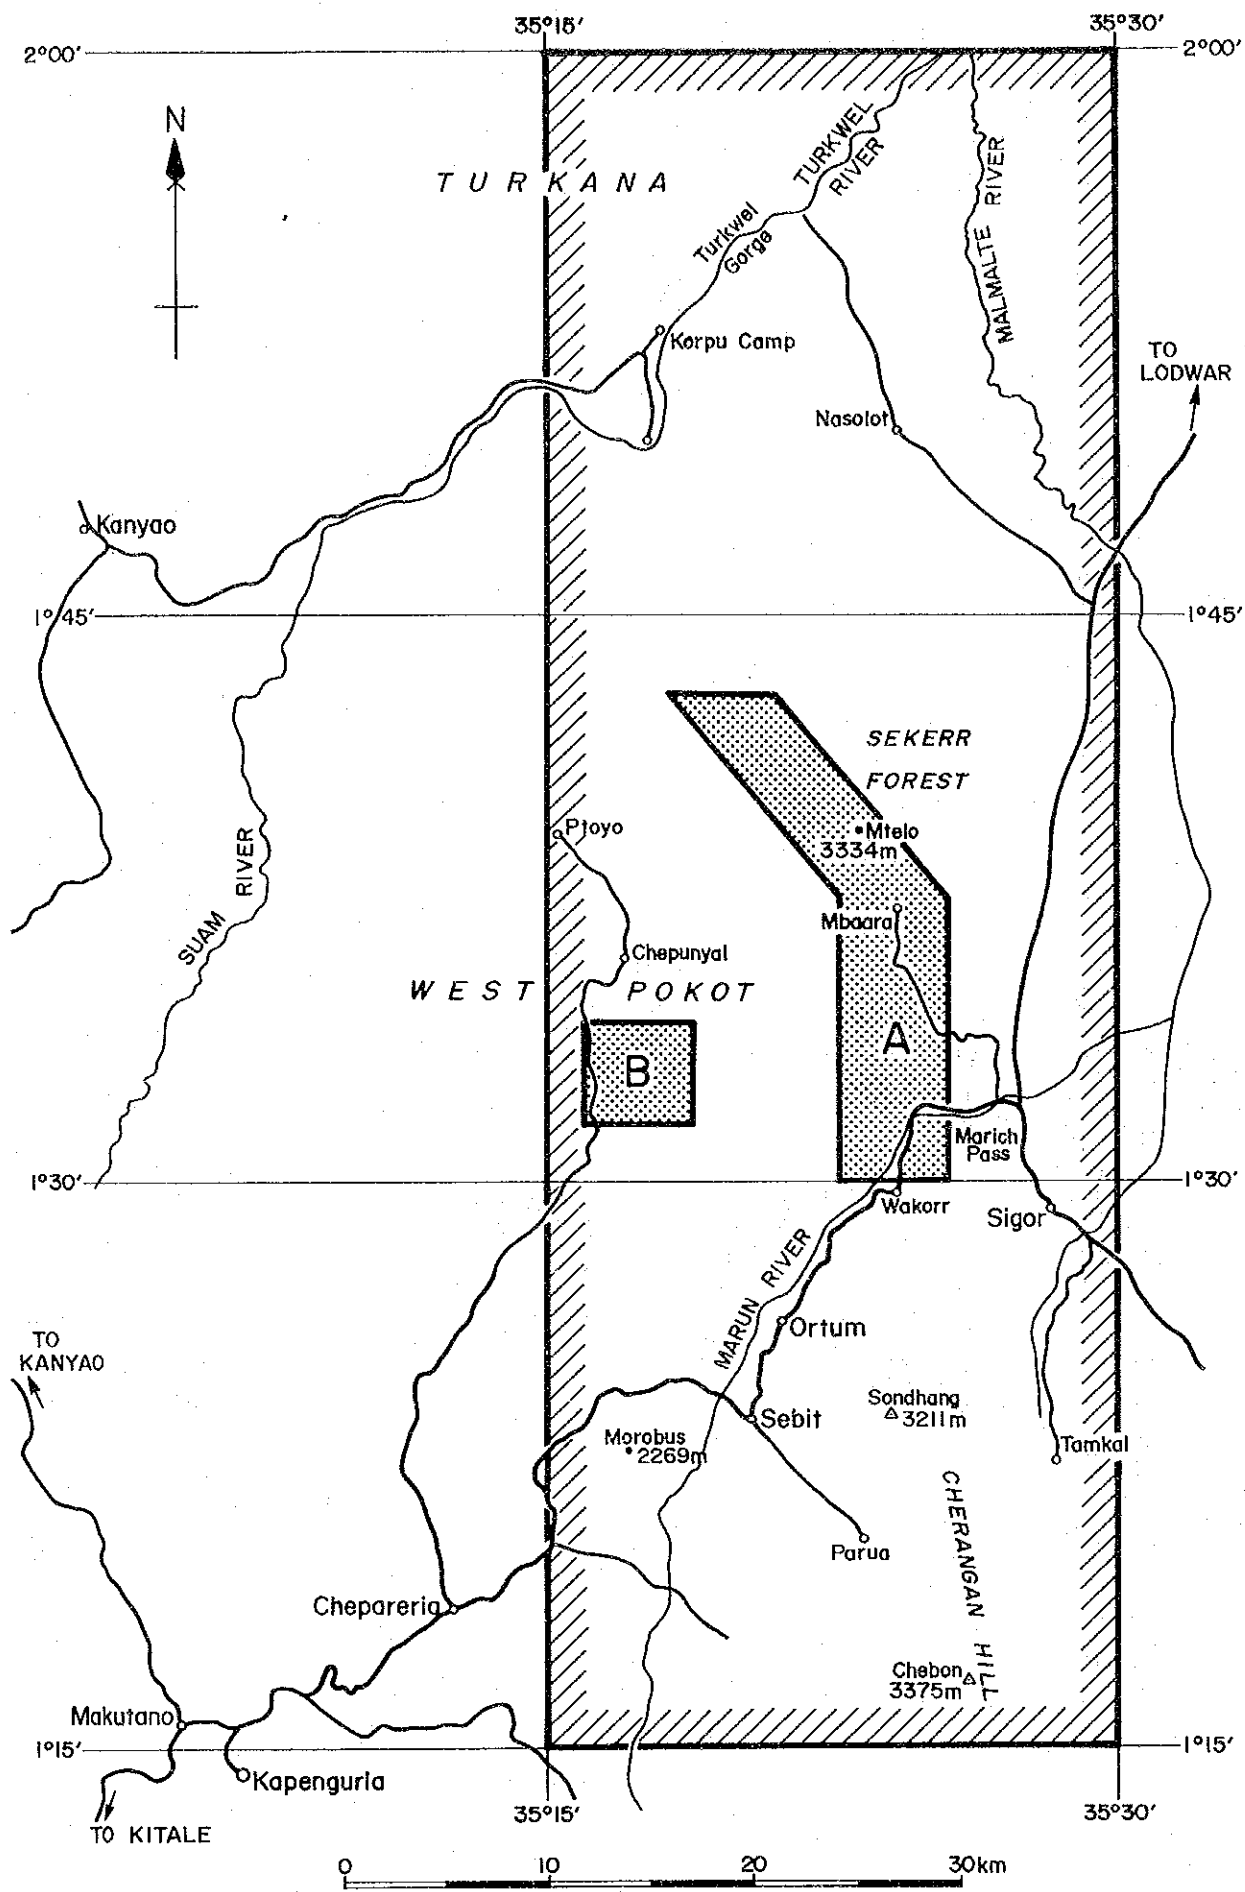 35°15′ 35°30′
2°00′ 2°00′
N
TURKANA
TURKWEL
RIVER
MALMALTE RIVER
Turkwel
Gorge
Korpu Camp
TO
LODWAR
Nasolot
Kanyao
1°45′ 1°45′
SEKERR
FOREST
Ptoyo
Mtelo
3334m
SUAM RIVER
Mbaara
Chepunyal
WEST POKOT
A
B
Marich
Pass
1°30′ 1°30′
Wakorr
Sigor
MARUN RIVER
Ortum
TO
KANYAO
Sondhang
3211m
Sebit
Morobus
2269m
Tamkal
CHERANGAN HILL
Parua
Chepareria
Chebon
3375m
Makutano
1°15′ 1°15′
Kapenguria
35°15′ 35°30′
TO KITALE
0 10 20 30km